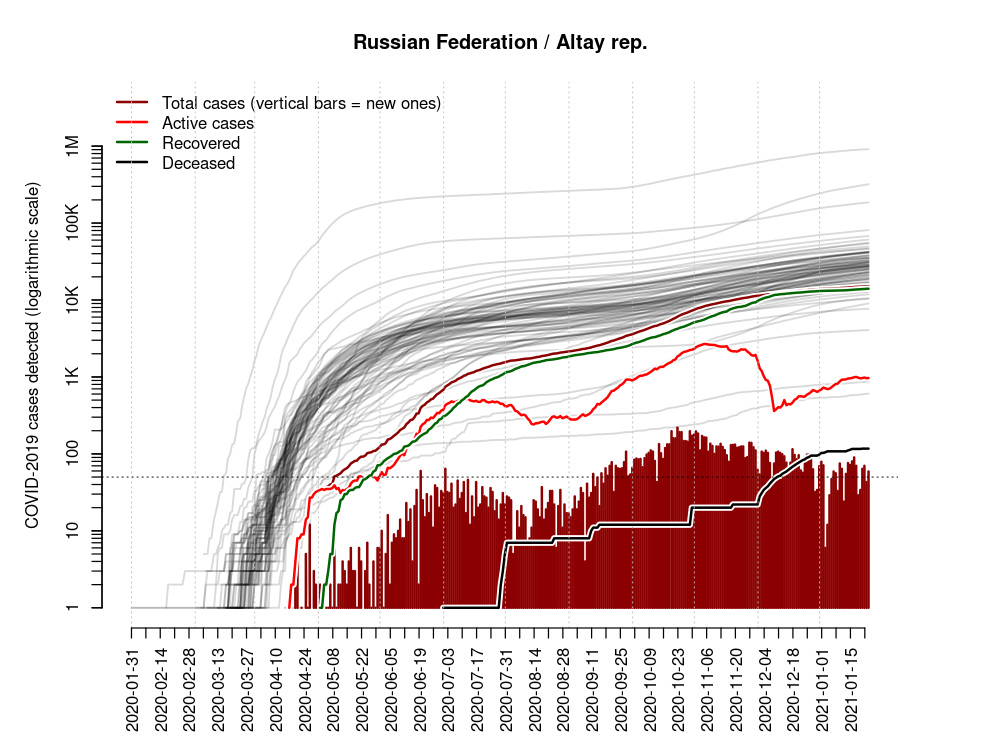 Russian Federation / Altay rep.
Total cases (vertical bars = new ones)
Active cases
Recovered
Deceased
COVID-2019 cases detected (logarithmic scale)
1M
100K
10K
1K
100
10
1
2020-01-31
2020-02-14
2020-02-28
2020-03-13
2020-03-27
2020-04-10
2020-04-24
2020-05-08
2020-05-22
2020-06-05
2020-06-19
2020-07-03
2020-07-17
2020-07-31
2020-08-14
2020-08-28
2020-09-11
2020-09-25
2020-10-09
2020-10-23
2020-11-06
2020-11-20
2020-12-04
2020-12-18
2021-01-01
2021-01-15